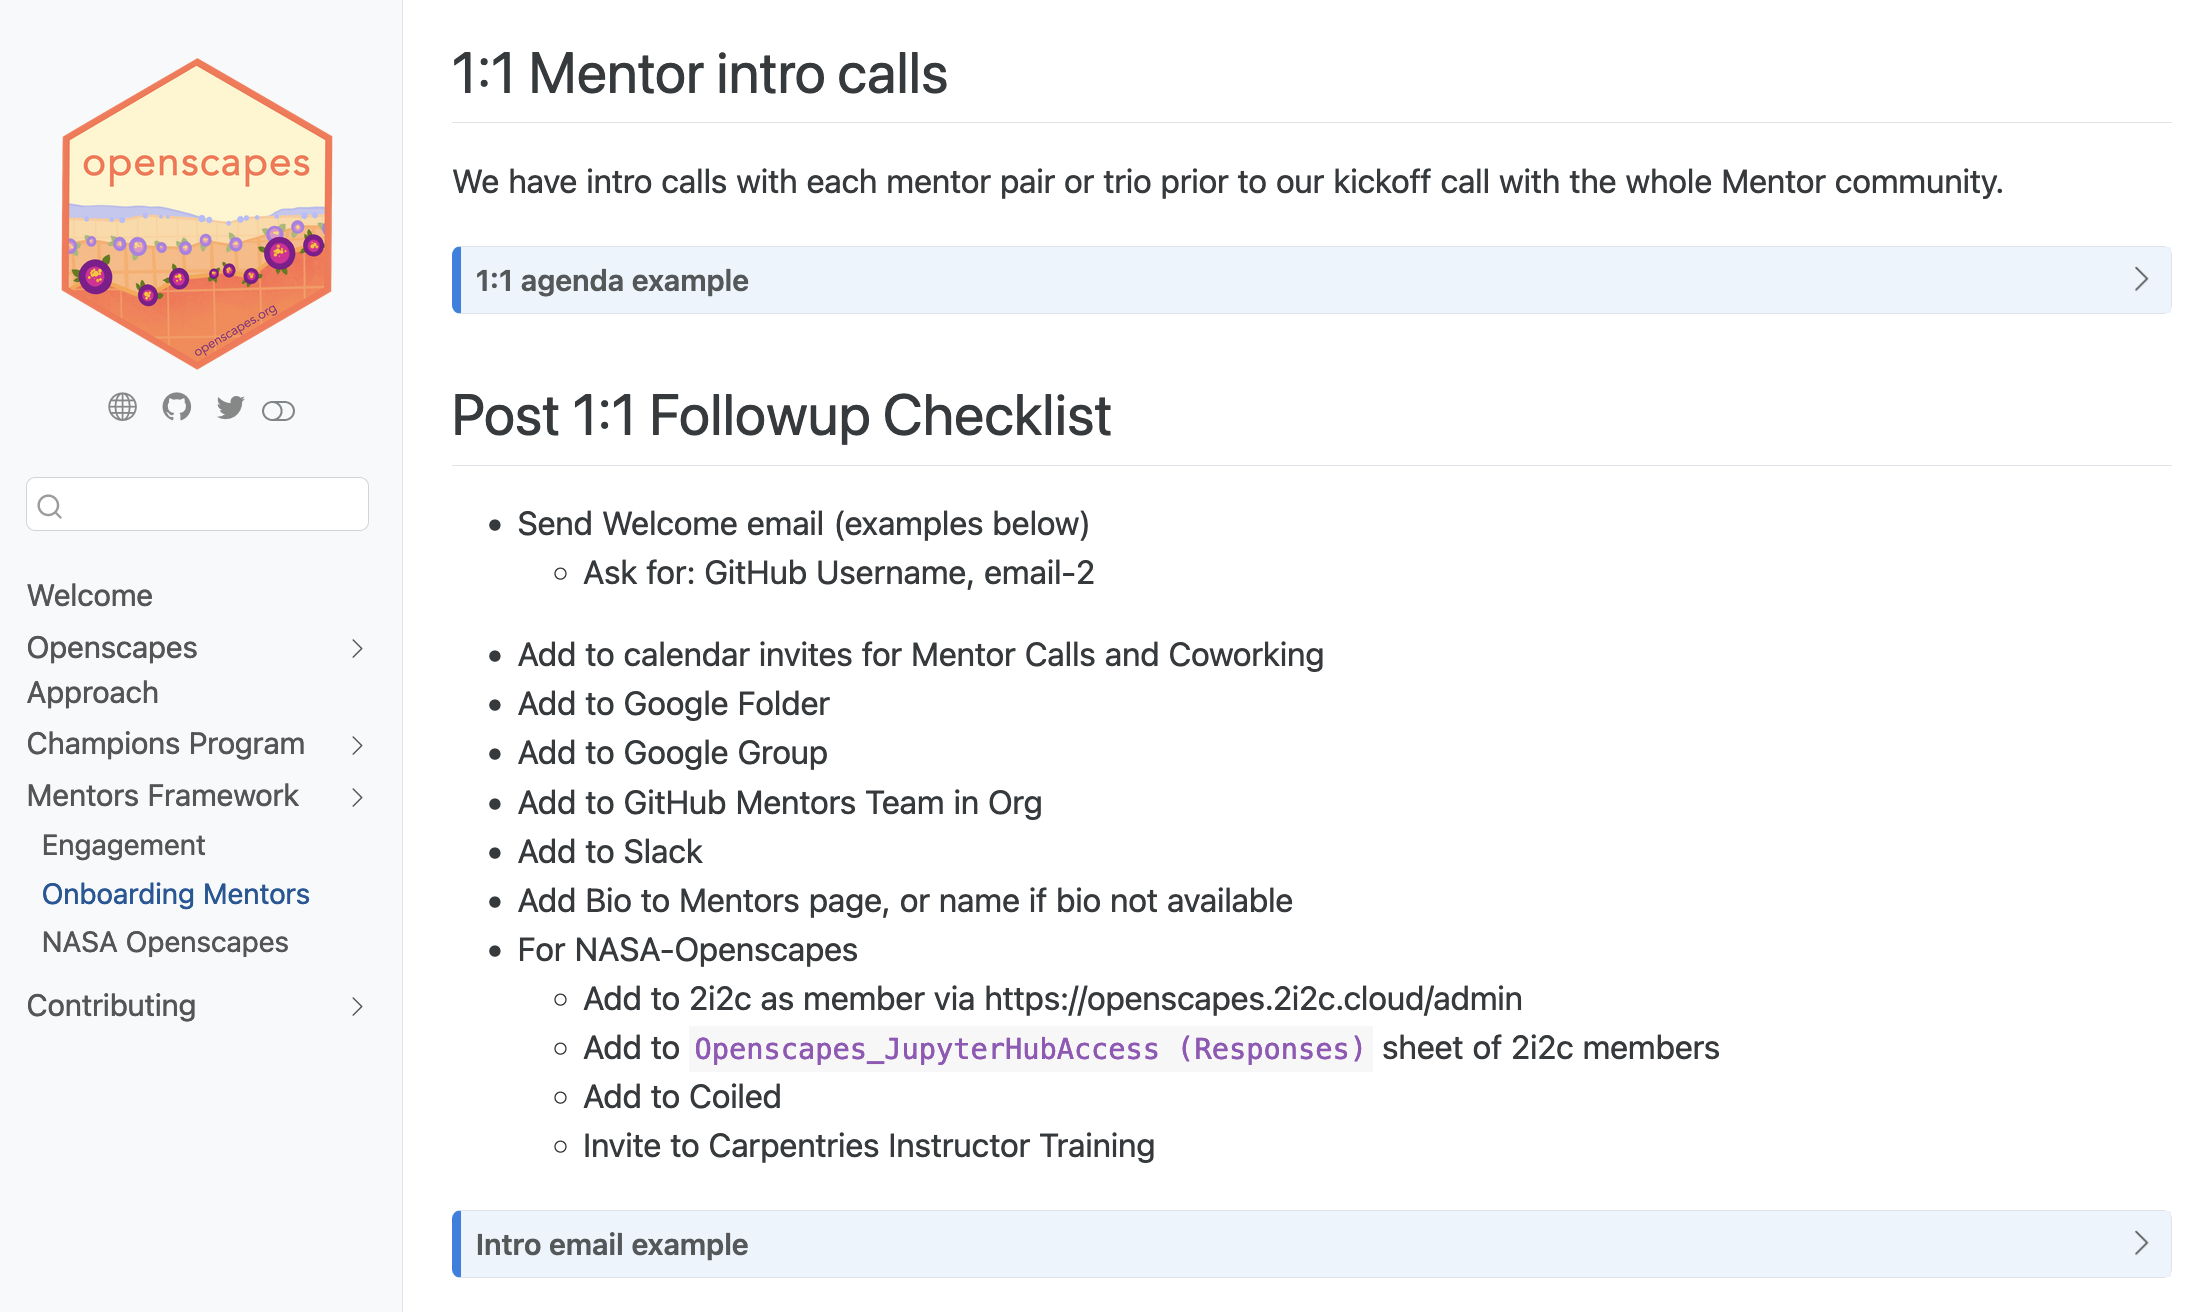 openscapes
openscapes.org
Welcome
Openscapes
Approach
Champions Program
Mentors Framework
Engagement
Onboarding Mentors
NASA Openscapes
Contributing
1:1 Mentor intro calls
We have intro calls with each mentor pair or trio prior to our kickoff call with the whole Mentor community.
1:1 agenda example
Post 1:1 Followup Checklist
Send Welcome email (examples below)
Ask for: GitHub Username, email-2
Add to calendar invites for Mentor Calls and Coworking
Add to Google Folder
Add to Google Group
Add to GitHub Mentors Team in Org
Add to Slack
Add Bio to Mentors page, or name if bio not available
For NASA-Openscapes
Add to 2i2c as member via https://openscapes.2i2c.cloud/admin
Add to Openscapes_JupyterHubAccess (Responses) sheet of 2i2c members
Add to Coiled
Invite to Carpentries Instructor Training
Intro email example